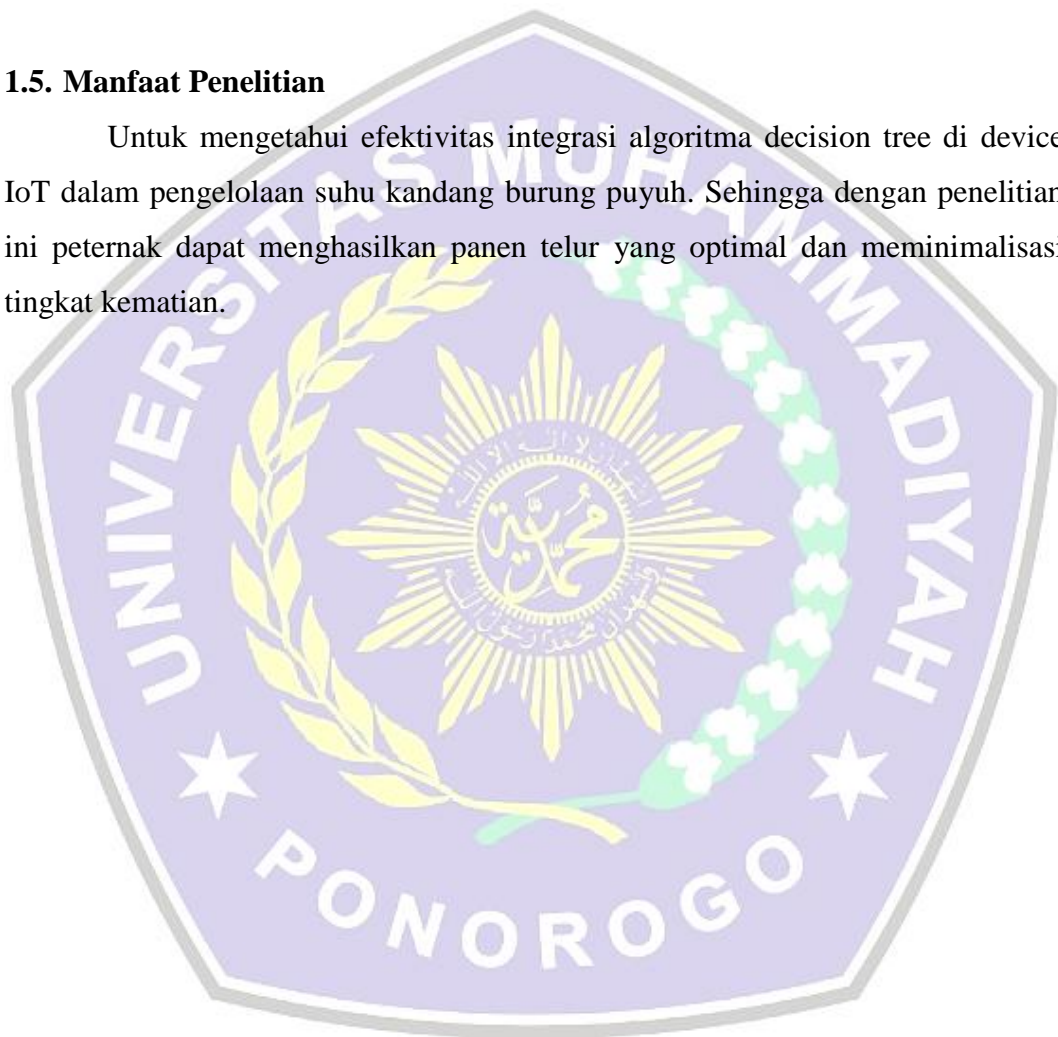 1.5. Manfaat Penelitian
Untuk mengetahui efektivitas integrasi algoritma decision tree di device
IoT dalam pengelolaan suhu kandang burung puyuh. Sehingga dengan penelitian
ini peternak dapat menghasilkan panen telur yang optimal dan meminimalisasi
tingkat kematian.
UNIVERSITAS MUHAMMADIYAH
محمدية
PONOROGO